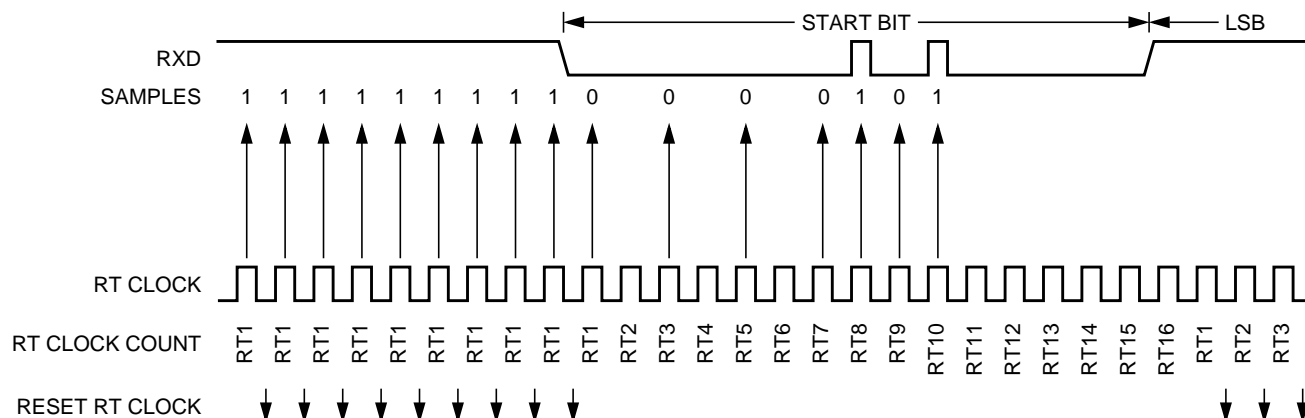 START BIT LSB
RXD
SAMPLES 1 1 1 1 1 1 1 1 1 0 0 0 0 1 0 1
RT CLOCK
RT CLOCK COUNT RT1 RT1 RT1 RT1 RT1 RT1 RT1 RT1 RT1 RT1 RT2 RT3 RT4 RT5 RT6 RT7 RT8 RT9 RT10 RT11 RT12 RT13 RT14 RT15 RT16 RT1 RT2 RT3
RESET RT CLOCK